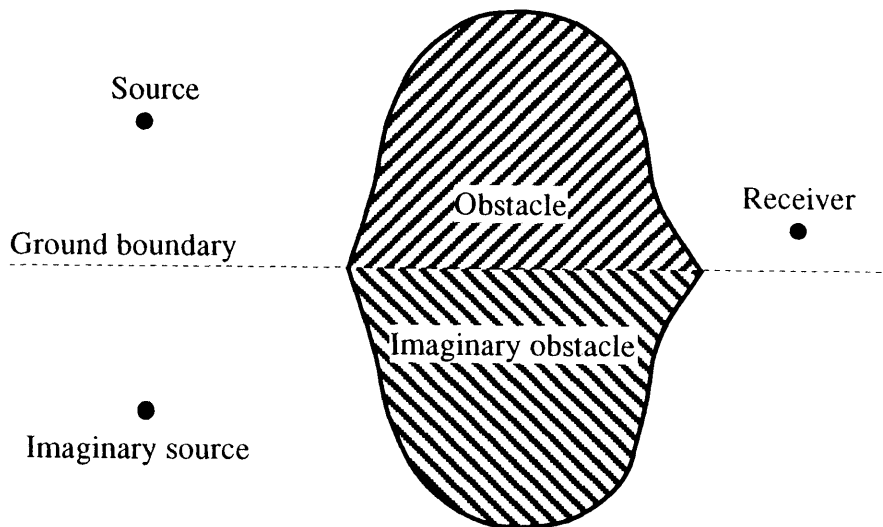 Source
Obstacle
Receiver
Ground boundary
Imaginary obstacle
Imaginary source